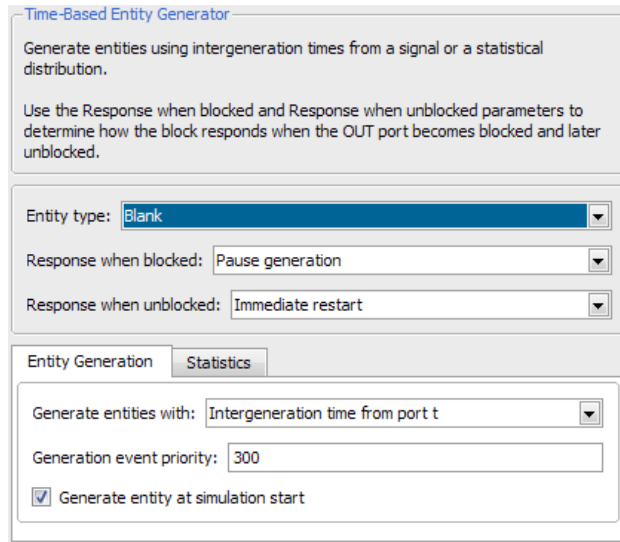 Time-Based Entity Generator
Generate entities using intergeneration times from a signal or a statistical
distribution.
Use the Response when blocked and Response when unblocked parameters to
determine how the block responds when the OUT port becomes blocked and later
unblocked.
Entity type: Blank
Response when blocked: Pause generation
Response when unblocked: Immediate restart
Entity Generation Statistics
Generate entities with: Intergeneration time from port t
Generation event priority: 300
Generate entity at simulation start